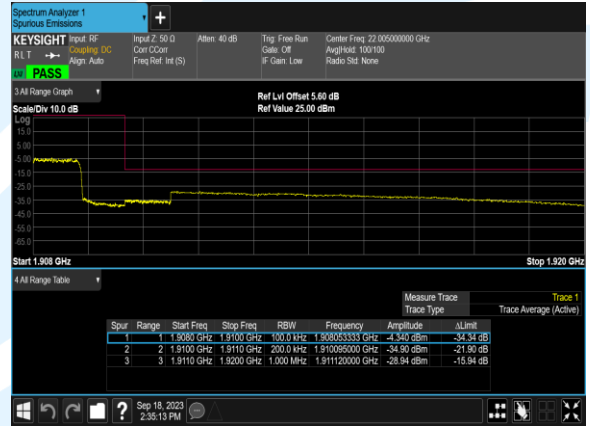 Spectrum Analyzer 1
Spurious Emissions
KEYSIGHT Input: RF Input Z: 50 Ω Atten: 40 dB Trig: Free Run Center Freq: 22.005000000 GHz
RLT Coupling: DC Corr CCorr Gate: Off Avg|Hold: 100/100
Align: Auto Freq Ref: Int (S) IF Gain: Low Radio Std: None
PASS
3 All Range Graph
Ref Lvl Offset 5.60 dB
Scale/Div 10.0 dB Ref Value 25.00 dBm
Log
15.0
5.00
-5.00
-15.0
-25.0
-35.0
-45.0
-55.0
-65.0
Start 1.908 GHz Stop 1.920 GHz
4 All Range Table
Measure Trace Trace 1
Trace Type Trace Average (Active)
Spur Range Start Freq Stop Freq RBW Frequency Amplitude ΔLimit
1 1 1.9080 GHz 1.9100 GHz 100.0 kHz 1.908053333 GHz -4.340 dBm -34.34 dB
2 2 1.9100 GHz 1.9110 GHz 200.0 kHz 1.910095000 GHz -34.90 dBm -21.90 dB
3 3 1.9110 GHz 1.9200 GHz 1.000 MHz 1.911120000 GHz -28.94 dBm -15.94 dB
?
Sep 18, 2023
2:35:13 PM